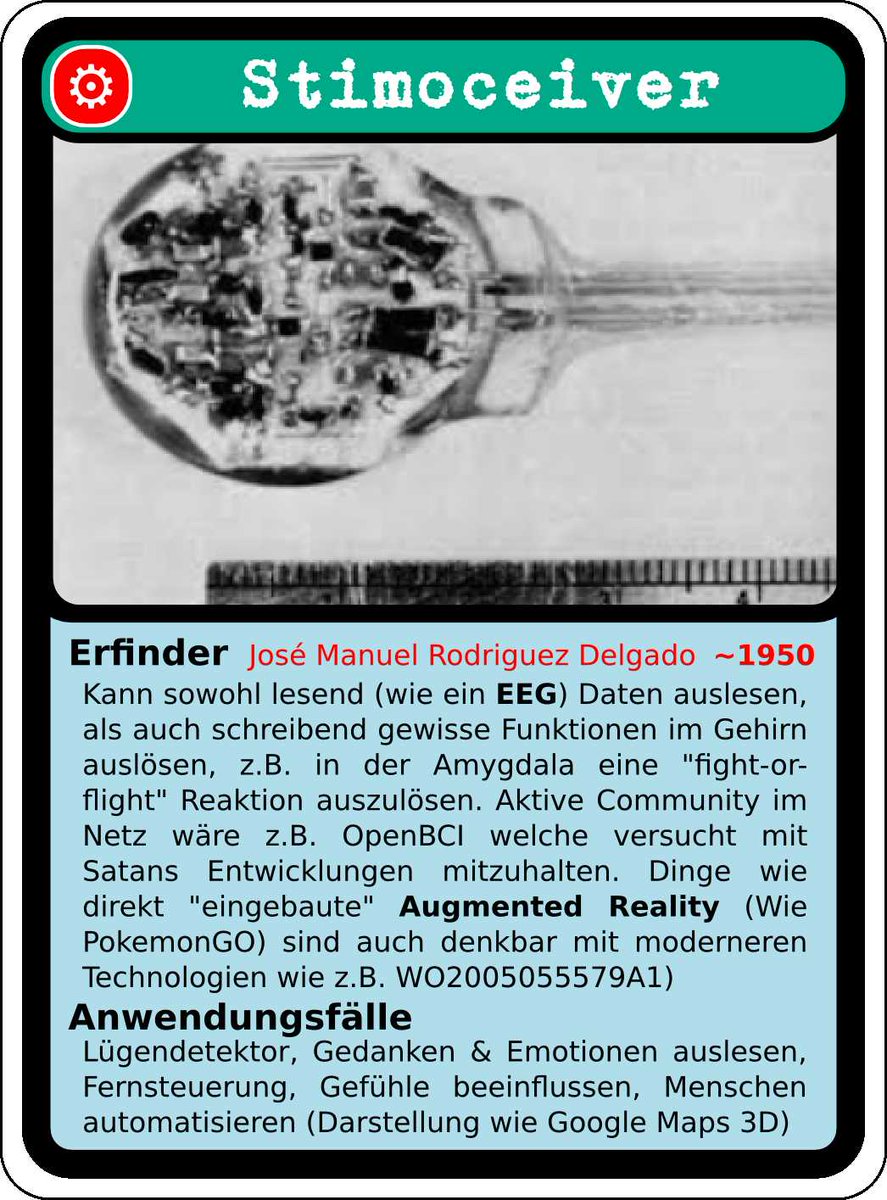 Stimoceiver
3
4
Erfinder José Manuel Rodriguez Delgado ~1950
Kann sowohl lesend (wie ein EEG) Daten auslesen,
als auch schreibend gewisse Funktionen im Gehirn
auslösen, z.B. in der Amygdala eine "fight-or-
flight" Reaktion auszulösen. Aktive Community im
Netz wäre z.B. OpenBCI welche versucht mit
Satans Entwicklungen mitzuhalten. Dinge wie
direkt "eingebaute" Augmented Reality (Wie
PokemonGO) sind auch denkbar mit moderneren
Technologien wie z.B. WO2005055579A1)
Anwendungsfälle
Lügendetektor, Gedanken & Emotionen auslesen,
Fernsteuerung, Gefühle beeinflussen, Menschen
automatisieren (Darstellung wie Google Maps 3D)